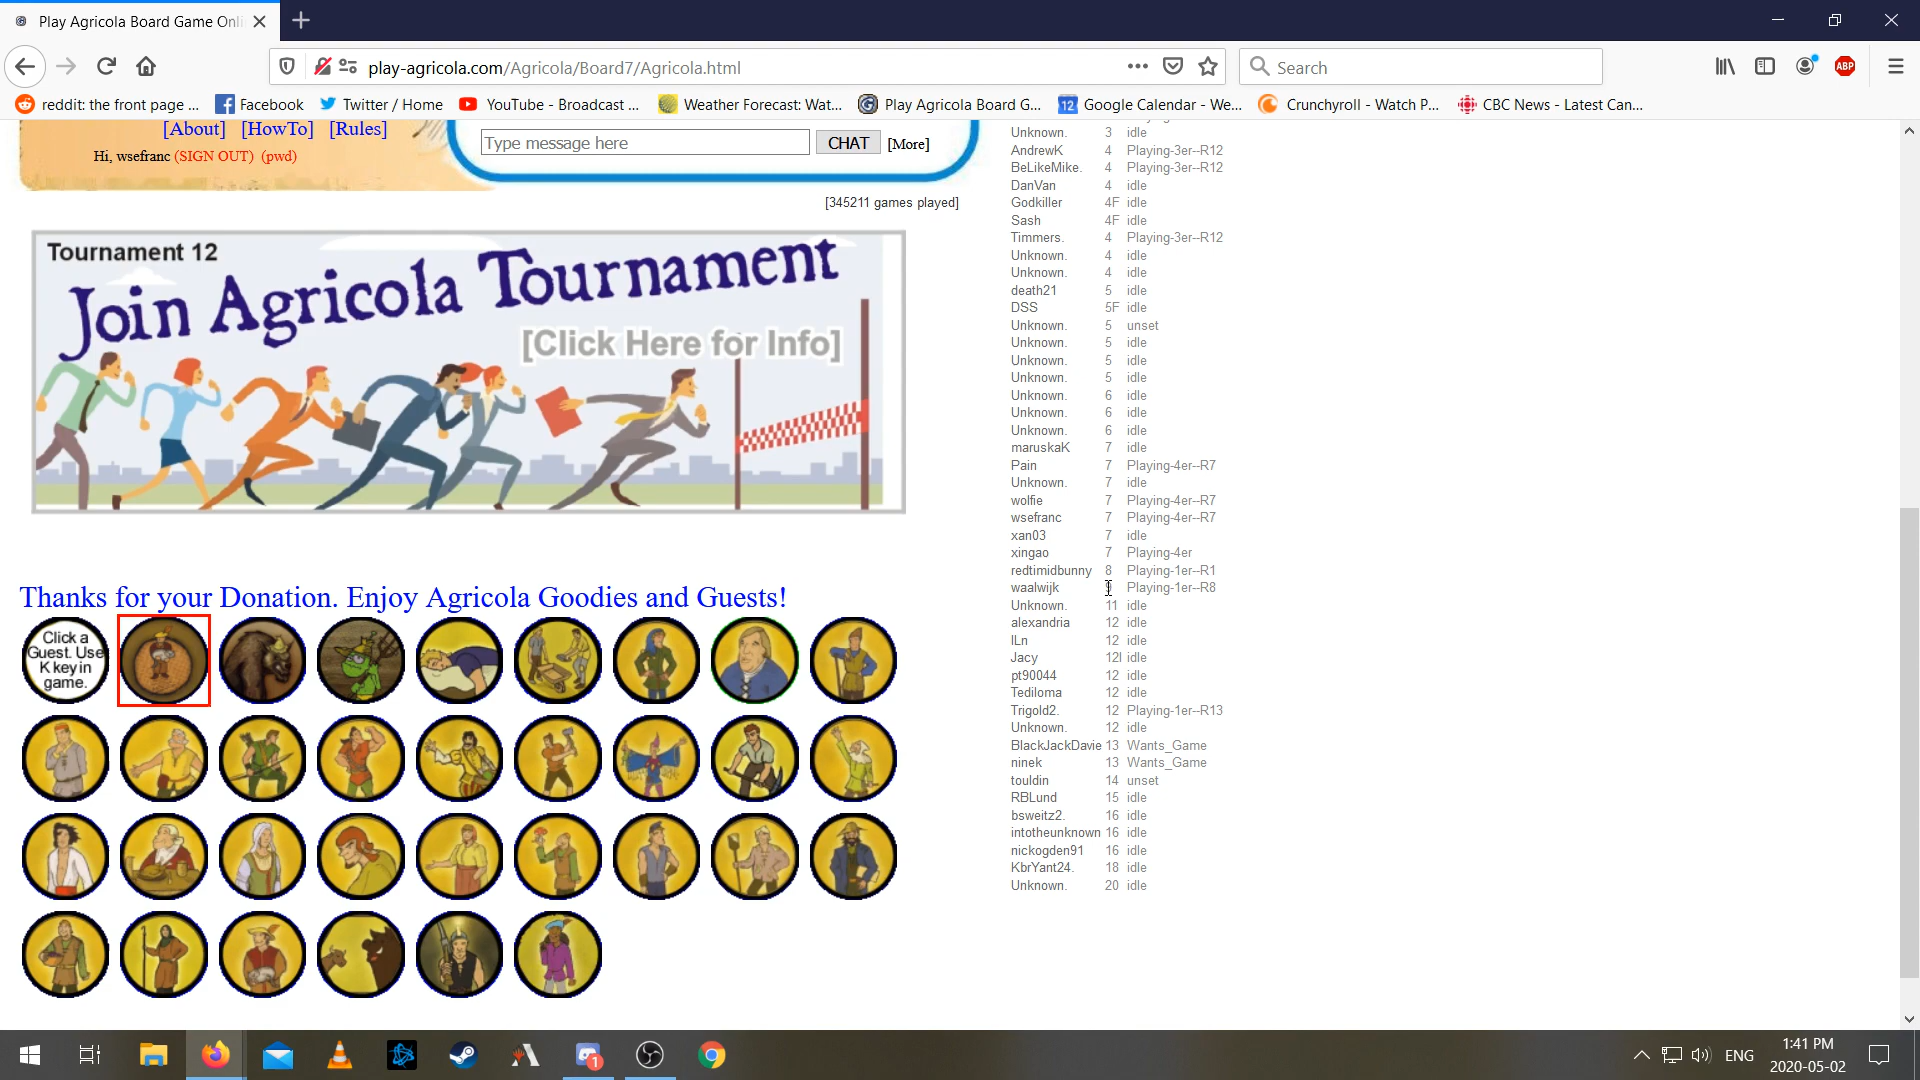 Play Agricola Board Game Onli
play-agricola.com/Agricola/Board7/Agricola.html
Search
ABP
reddit: the front page ...
Facebook
Twitter / Home
YouTube - Broadcast ...
Weather Forecast: Wat...
Play Agricola Board G...
12
Google Calendar - We...
Crunchyroll - Watch P...
CBC News - Latest Can...
[About] [HowTo] [Rules]
Hi, wsefranc (SIGN OUT) (pwd)
Type message here
CHAT
[More]
[345211 games played]
Tournament 12
Join Agricola Tournament
[Click Here for Info]
Thanks for your Donation. Enjoy Agricola Goodies and Guests!
Click a
Guest. Use
K key in
game.
Unknown. 3 idle
AndrewK 4 Playing-3er--R12
BeLikeMike. 4 Playing-3er--R12
DanVan 4 idle
Godkiller 4F idle
Sash 4F idle
Timmers. 4 Playing-3er--R12
Unknown. 4 idle
Unknown. 4 idle
death21 5 idle
DSS 5F idle
Unknown. 5 unset
Unknown. 5 idle
Unknown. 5 idle
Unknown. 5 idle
Unknown. 6 idle
Unknown. 6 idle
Unknown. 6 idle
maruskaK 7 idle
Pain 7 Playing-4er--R7
Unknown. 7 idle
wolfie 7 Playing-4er--R7
wsefranc 7 Playing-4er--R7
xan03 7 idle
xingao 7 Playing-4er
redtimidbunny 8 Playing-1er--R1
waalwijk 9 Playing-1er--R8
Unknown. 11 idle
alexandria 12 idle
ILn 12 idle
Jacy 12I idle
pt90044 12 idle
Tediloma 12 idle
Trigold2. 12 Playing-1er--R13
Unknown. 12 idle
BlackJackDavie 13 Wants_Game
ninek 13 Wants_Game
touldin 14 unset
RBLund 15 idle
bsweitz2. 16 idle
intotheunknown 16 idle
nickogden91 16 idle
KbrYant24. 18 idle
Unknown. 20 idle
1
ENG
1:41 PM
2020-05-02